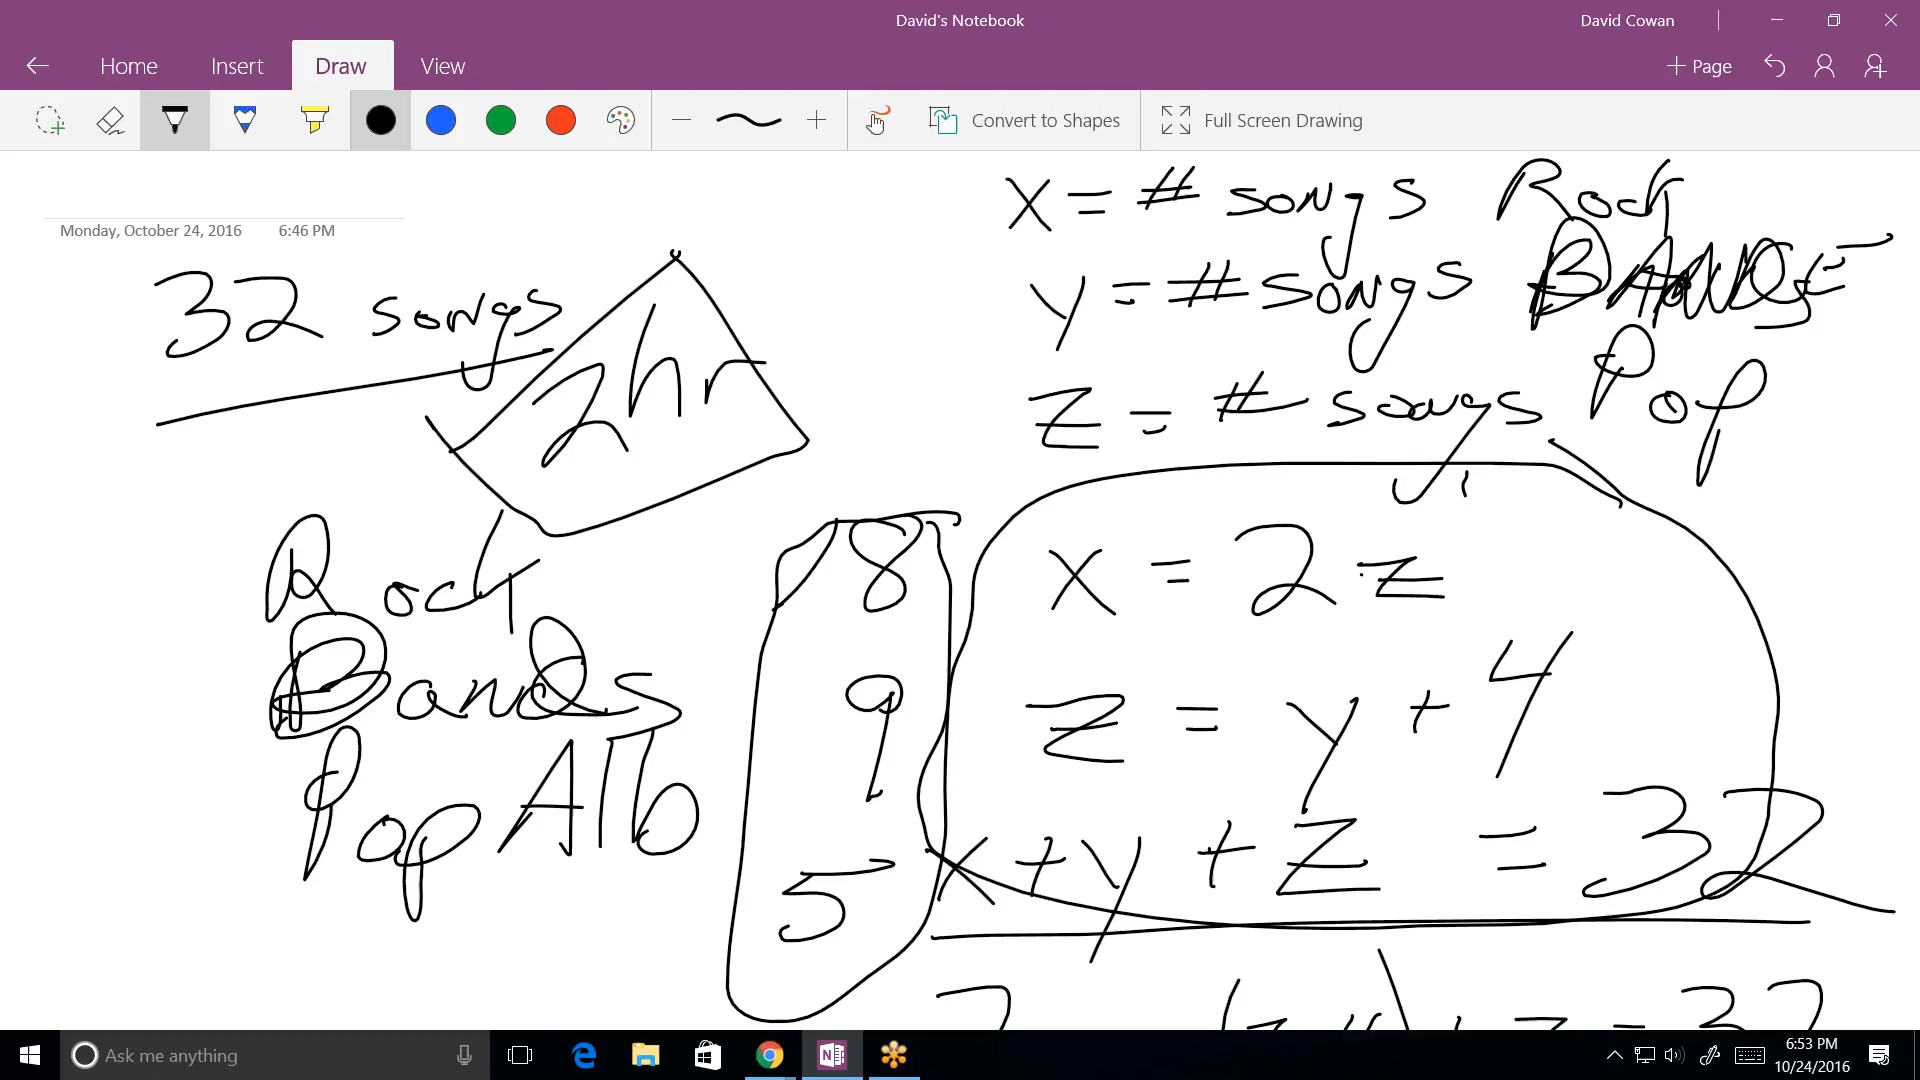 David's Notebook
David Cowan
Home Insert Draw View
Page
Convert to Shapes
Full Screen Drawing
Monday, October 24, 2016 6:46 PM
32 songs
2hr
Rock 8
Bands 9
Pop Alb 5
x = # songs Rock
y = # songs
z = # songs Pop
x = 2z
z = y + 4
x + y + z = 32
Ask me anything
6:53 PM
10/24/2016